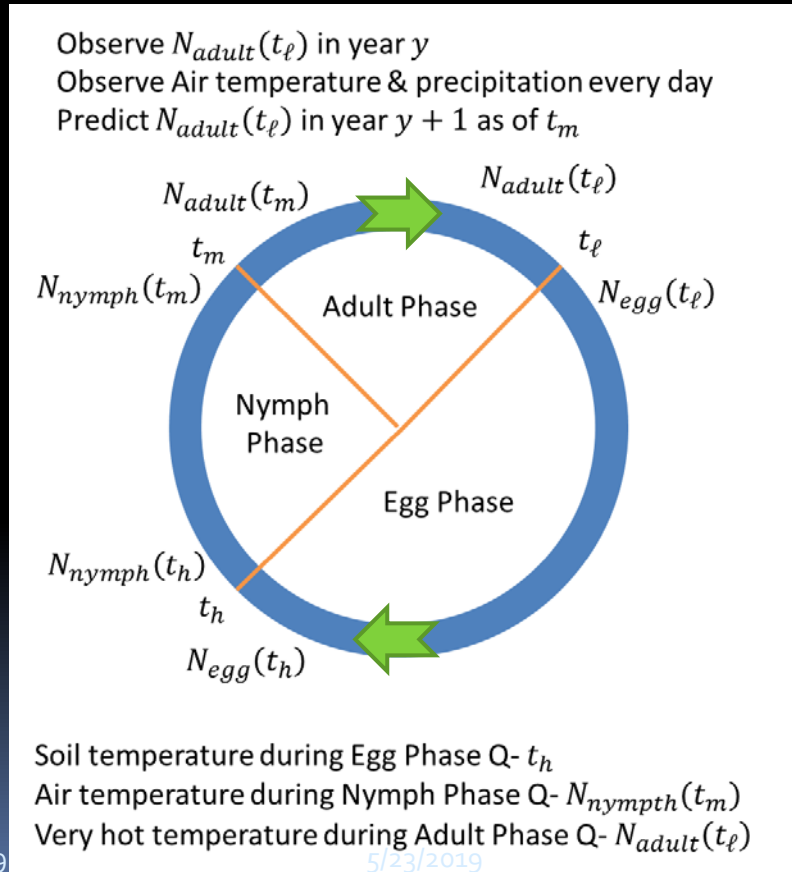 Observe N_adult(t_ℓ) in year y
Observe Air temperature & precipitation every day
Predict N_adult(t_ℓ) in year y + 1 as of t_m
N_adult(t_m)
N_adult(t_ℓ)
t_m
t_ℓ
N_nymph(t_m)
N_egg(t_ℓ)
Adult Phase
Nymph
Phase
Egg Phase
N_nymph(t_h)
t_h
N_egg(t_h)
Soil temperature during Egg Phase Q- t_h
Air temperature during Nymph Phase Q- N_nympth(t_m)
Very hot temperature during Adult Phase Q- N_adult(t_ℓ)
9
5/23/2019